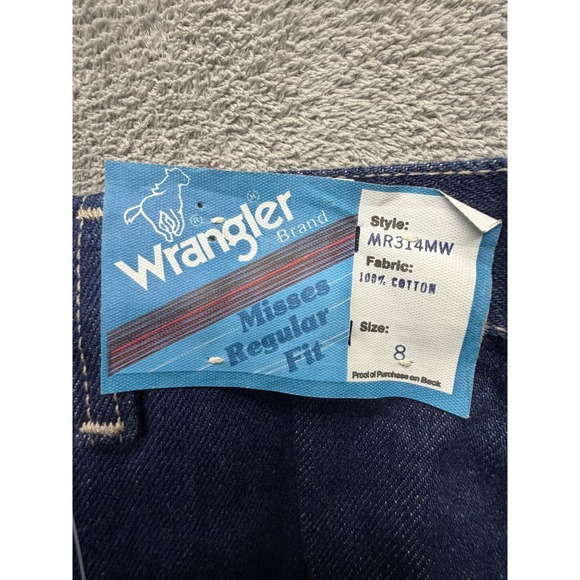 Wrangler
®
®
Brand
Misses
Regular
Fit
Style:
MR314MW
Fabric:
100% COTTON
Size:
8
Proof of Purchase on Back